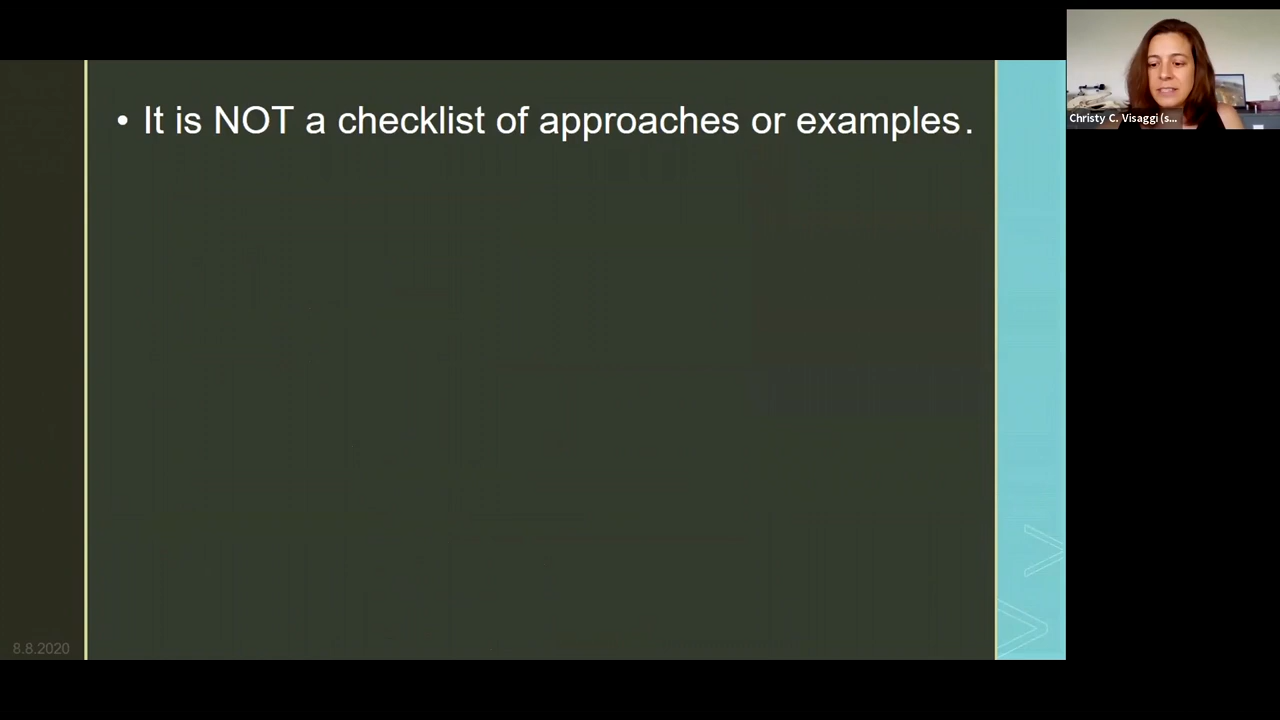 • It is NOT a checklist of approaches or examples.
Christy C. Visaggi (s...
8.8.2020